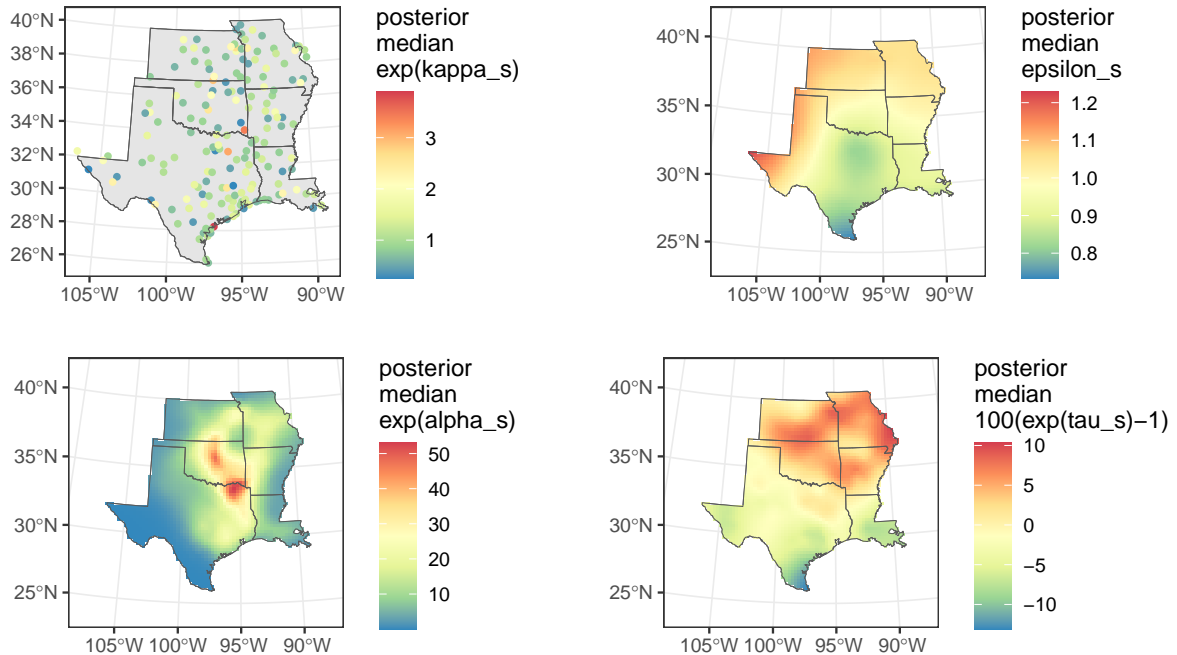 40°N
38°N
36°N
34°N
32°N
30°N
28°N
26°N
105°W 100°W 95°W 90°W
posterior
median
exp(kappa_s)
3
2
1
40°N
35°N
30°N
25°N
105°W 100°W 95°W 90°W
posterior
median
epsilon_s
1.2
1.1
1.0
0.9
0.8
40°N
35°N
30°N
25°N
105°W 100°W 95°W 90°W
posterior
median
exp(alpha_s)
50
40
30
20
10
40°N
35°N
30°N
25°N
105°W 100°W 95°W 90°W
posterior
median
100(exp(tau_s)−1)
10
5
0
−5
−10